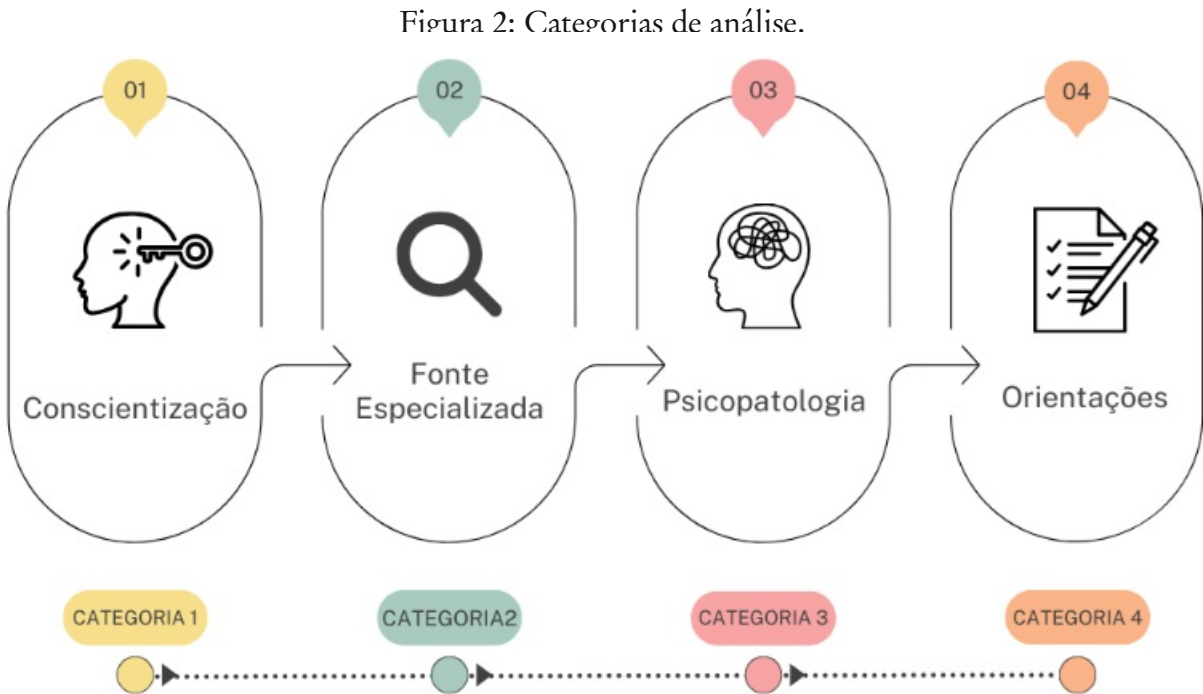 Figura 2: Categorias de análise.
01
02
03
04
Conscientização
Fonte
Especializada
Psicopatologia
Orientações
CATEGORIA 1
CATEGORIA2
CATEGORIA 3
CATEGORIA 4